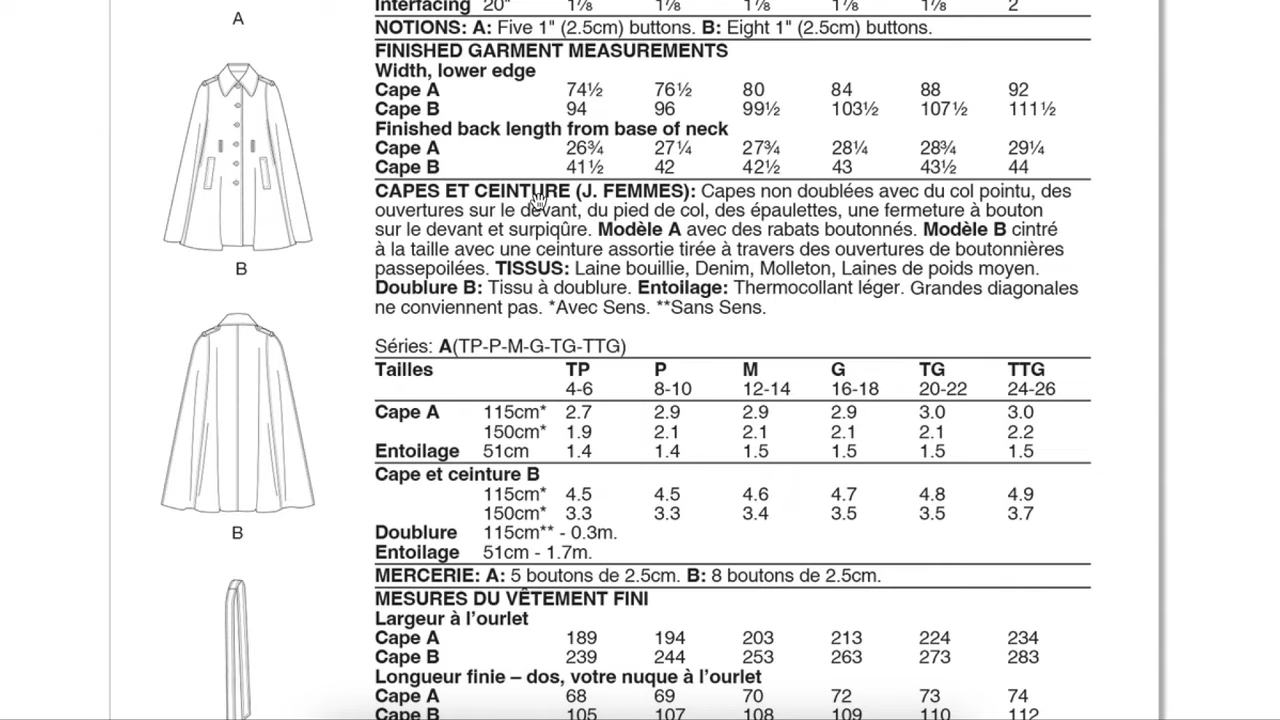 A
Interfacing 20" 1⅞ 1⅞ 1⅞ 1⅞ 1⅞ 2
NOTIONS: A: Five 1" (2.5cm) buttons. B: Eight 1" (2.5cm) buttons.
FINISHED GARMENT MEASUREMENTS
Width, lower edge
Cape A 74½ 76½ 80 84 88 92
Cape B 94 96 99½ 103½ 107½ 111½
Finished back length from base of neck
Cape A 26¾ 27¼ 27¾ 28¼ 28¾ 29¼
Cape B 41½ 42 42½ 43 43½ 44
B
CAPES ET CEINTURE (J. FEMMES): Capes non doublées avec du col pointu, des
ouvertures sur le devant, du pied de col, des épaulettes, une fermeture à bouton
sur le devant et surpiqûre. Modèle A avec des rabats boutonnés. Modèle B cintré
à la taille avec une ceinture assortie tirée à travers des ouvertures de boutonnières
passepoilées. TISSUS: Laine bouillie, Denim, Molleton, Laines de poids moyen.
Doublure B: Tissu à doublure. Entoilage: Thermocollant léger. Grandes diagonales
ne conviennent pas. *Avec Sens. **Sans Sens.
Séries: A(TP-P-M-G-TG-TTG)
Tailles TP P M G TG TTG
4-6 8-10 12-14 16-18 20-22 24-26
Cape A 115cm* 2.7 2.9 2.9 2.9 3.0 3.0
150cm* 1.9 2.1 2.1 2.1 2.1 2.2
Entoilage 51cm 1.4 1.4 1.5 1.5 1.5 1.5
Cape et ceinture B
115cm* 4.5 4.5 4.6 4.7 4.8 4.9
150cm* 3.3 3.3 3.4 3.5 3.5 3.7
Doublure 115cm** - 0.3m.
Entoilage 51cm - 1.7m.
B
MERCERIE: A: 5 boutons de 2.5cm. B: 8 boutons de 2.5cm.
MESURES DU VÊTEMENT FINI
Largeur à l'ourlet
Cape A 189 194 203 213 224 234
Cape B 239 244 253 263 273 283
Longueur finie – dos, votre nuque à l'ourlet
Cape A 68 69 70 72 73 74
Cape B 105 107 108 109 110 112